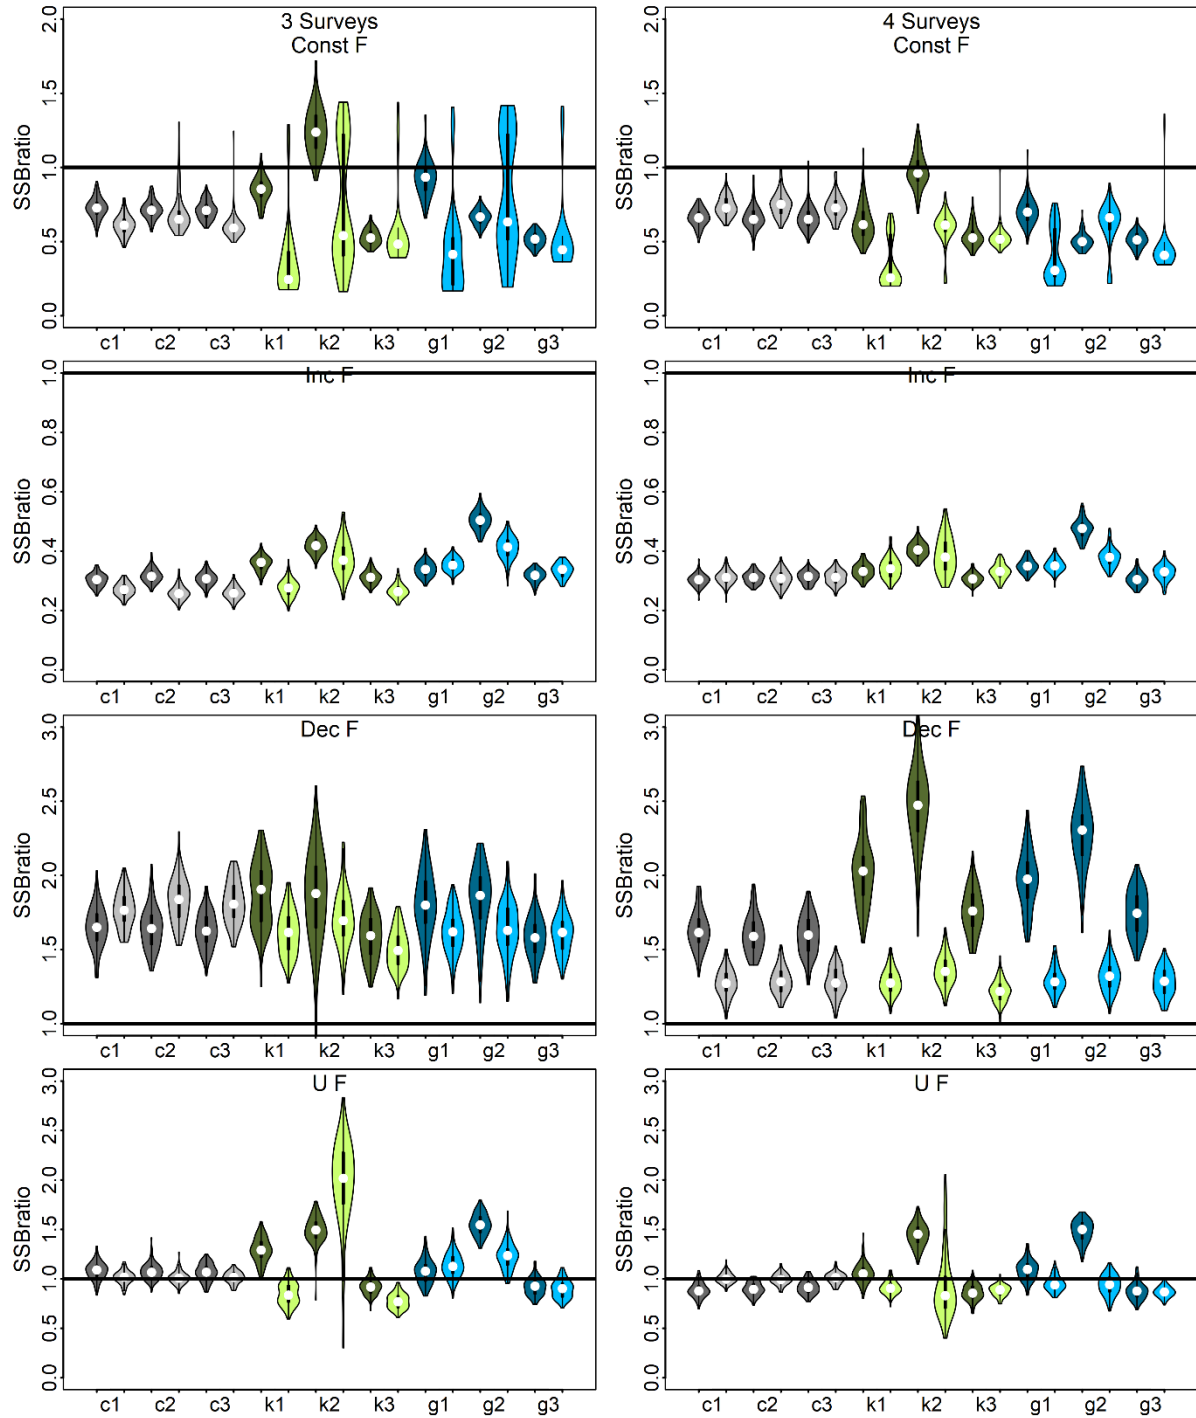 3 Surveys
Const F
SSBratio
0.0 0.5 1.0 1.5 2.0
c1 c2 c3 k1 k2 k3 g1 g2 g3
4 Surveys
Const F
SSBratio
0.0 0.5 1.0 1.5 2.0
c1 c2 c3 k1 k2 k3 g1 g2 g3
Inc F
SSBratio
0.0 0.2 0.4 0.6 0.8 1.0
c1 c2 c3 k1 k2 k3 g1 g2 g3
Inc F
SSBratio
0.0 0.2 0.4 0.6 0.8 1.0
c1 c2 c3 k1 k2 k3 g1 g2 g3
Dec F
SSBratio
1.0 1.5 2.0 2.5 3.0
c1 c2 c3 k1 k2 k3 g1 g2 g3
Dec F
SSBratio
1.0 1.5 2.0 2.5 3.0
c1 c2 c3 k1 k2 k3 g1 g2 g3
U F
SSBratio
0.0 0.5 1.0 1.5 2.0 2.5 3.0
c1 c2 c3 k1 k2 k3 g1 g2 g3
U F
SSBratio
0.0 0.5 1.0 1.5 2.0 2.5 3.0
c1 c2 c3 k1 k2 k3 g1 g2 g3